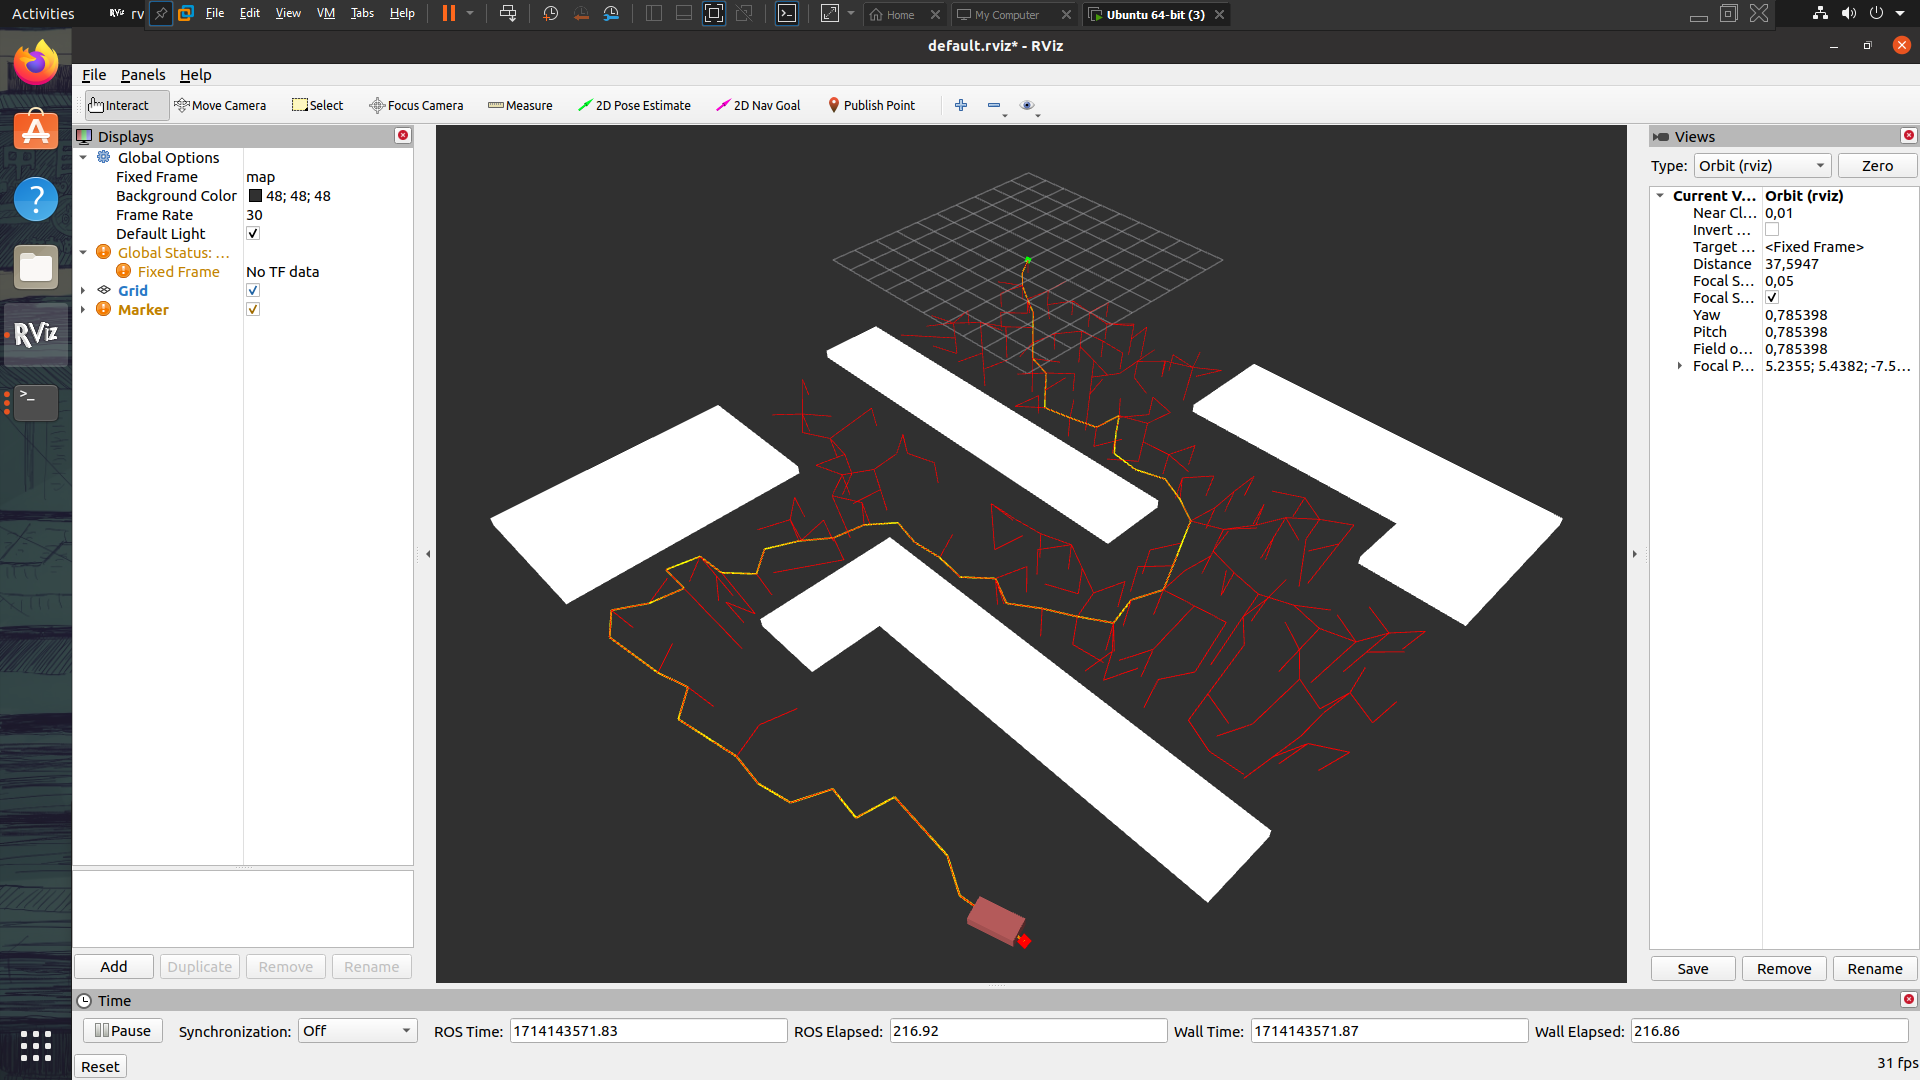 Activities RViz rv File Edit View VM Tabs Help Home My Computer Ubuntu 64-bit (3)
default.rviz* - RViz
File Panels Help
Interact Move Camera Select Focus Camera Measure 2D Pose Estimate 2D Nav Goal Publish Point
Displays
Global Options
Fixed Frame map
Background Color 48; 48; 48
Frame Rate 30
Default Light
Global Status: ...
Fixed Frame No TF data
Grid
Marker
Add Duplicate Remove Rename
Views
Type: Orbit (rviz) Zero
Current V... Orbit (rviz)
Near Cl... 0,01
Invert ...
Target ... <Fixed Frame>
Distance 37,5947
Focal S... 0,05
Focal S...
Yaw 0,785398
Pitch 0,785398
Field o... 0,785398
Focal P... 5.2355; 5.4382; -7.5...
Save Remove Rename
RViz
Time
Pause Synchronization: Off ROS Time: 1714143571.83 ROS Elapsed: 216.92 Wall Time: 1714143571.87 Wall Elapsed: 216.86
Reset 31 fps